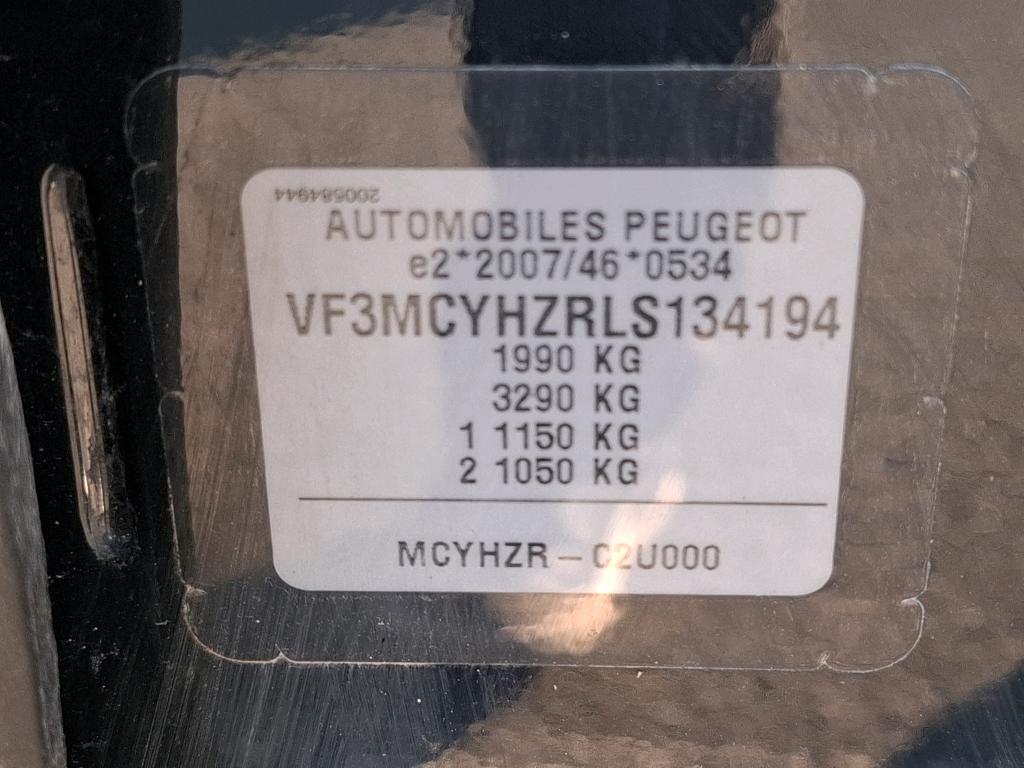 200584944
AUTOMOBILES PEUGEOT
e2*2007/46*0534
VF3MCYHZRLS134194
1990 KG
3290 KG
1 1150 KG
2 1050 KG
MCYHZR – C2U000